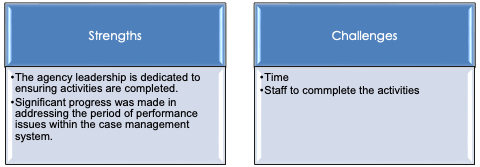 Strengths
•The agency leadership is dedicated to
ensuring activities are completed.
•Significant progress was made in
addressing the period of performance
issues within the case management
system.
Challenges
•Time
•Staff to commplete the activities